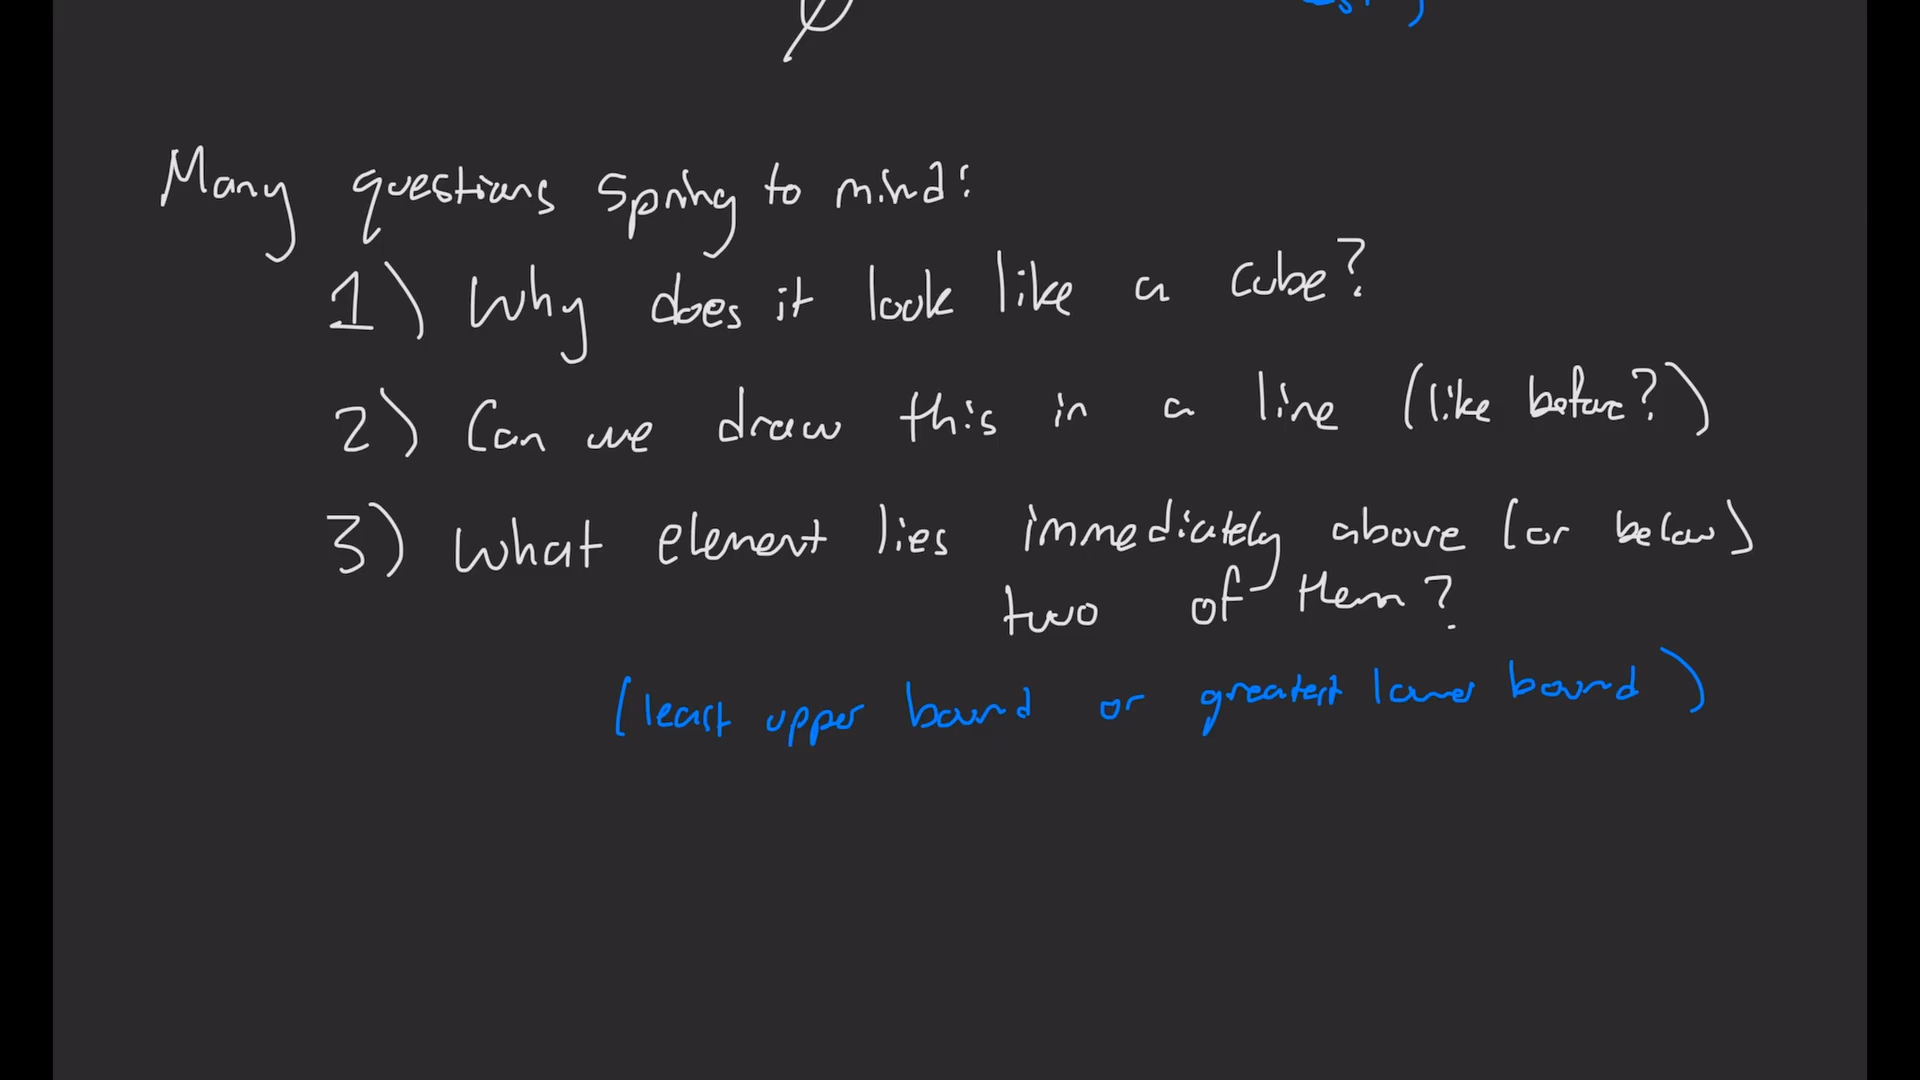 Many questions spring to mind:
1) Why does it look like a cube?
2) Can we draw this in a line (like before?)
3) What element lies immediately above (or below)
two of them?
(least upper bound or greatest lower bound)